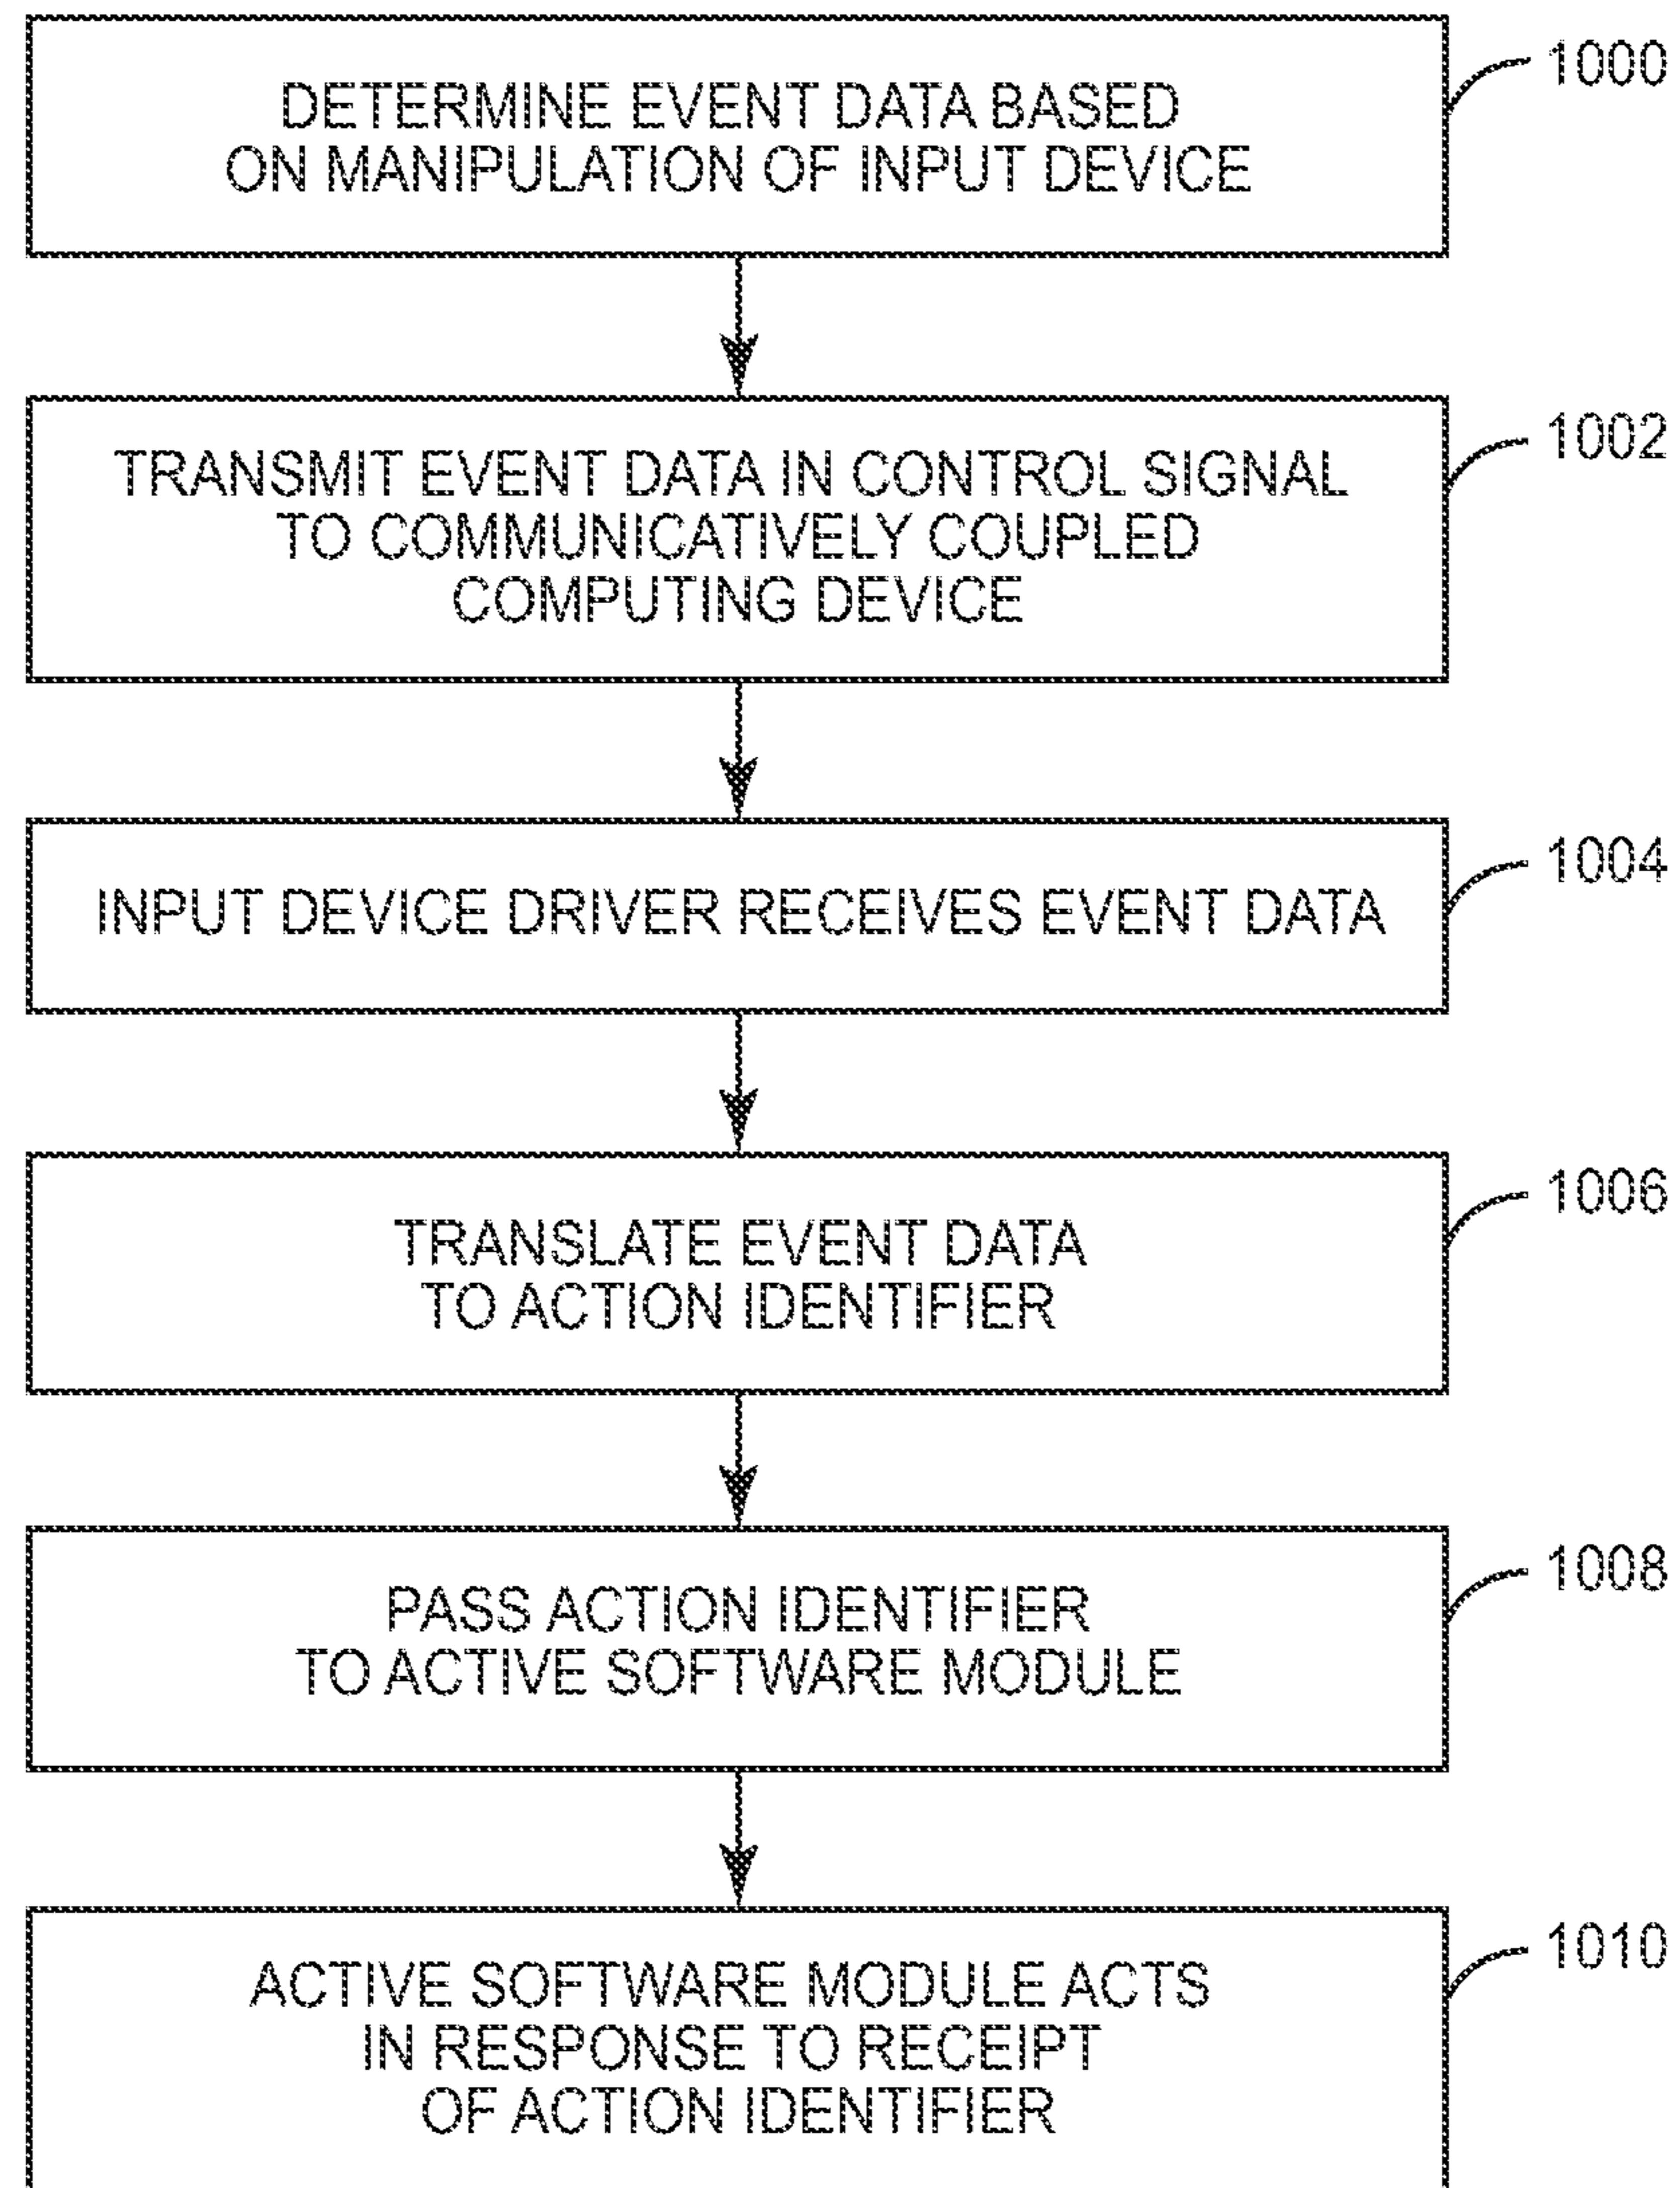 DETERMINE EVENT DATA BASED
ON MANIPULATION OF INPUT DEVICE
1000
TRANSMIT EVENT DATA IN CONTROL SIGNAL
TO COMMUNICATIVELY COUPLED
COMPUTING DEVICE
1002
INPUT DEVICE DRIVER RECEIVES EVENT DATA
1004
TRANSLATE EVENT DATA
TO ACTION IDENTIFIER
1006
PASS ACTION IDENTIFIER
TO ACTIVE SOFTWARE MODULE
1008
ACTIVE SOFTWARE MODULE ACTS
IN RESPONSE TO RECEIPT
OF ACTION IDENTIFIER
1010